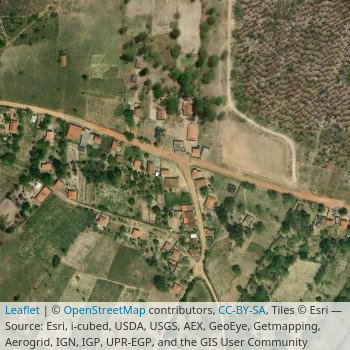 Leaflet | © OpenStreetMap contributors, CC-BY-SA, Tiles © Esri —
Source: Esri, i-cubed, USDA, USGS, AEX, GeoEye, Getmapping,
Aerogrid, IGN, IGP, UPR-EGP, and the GIS User Community